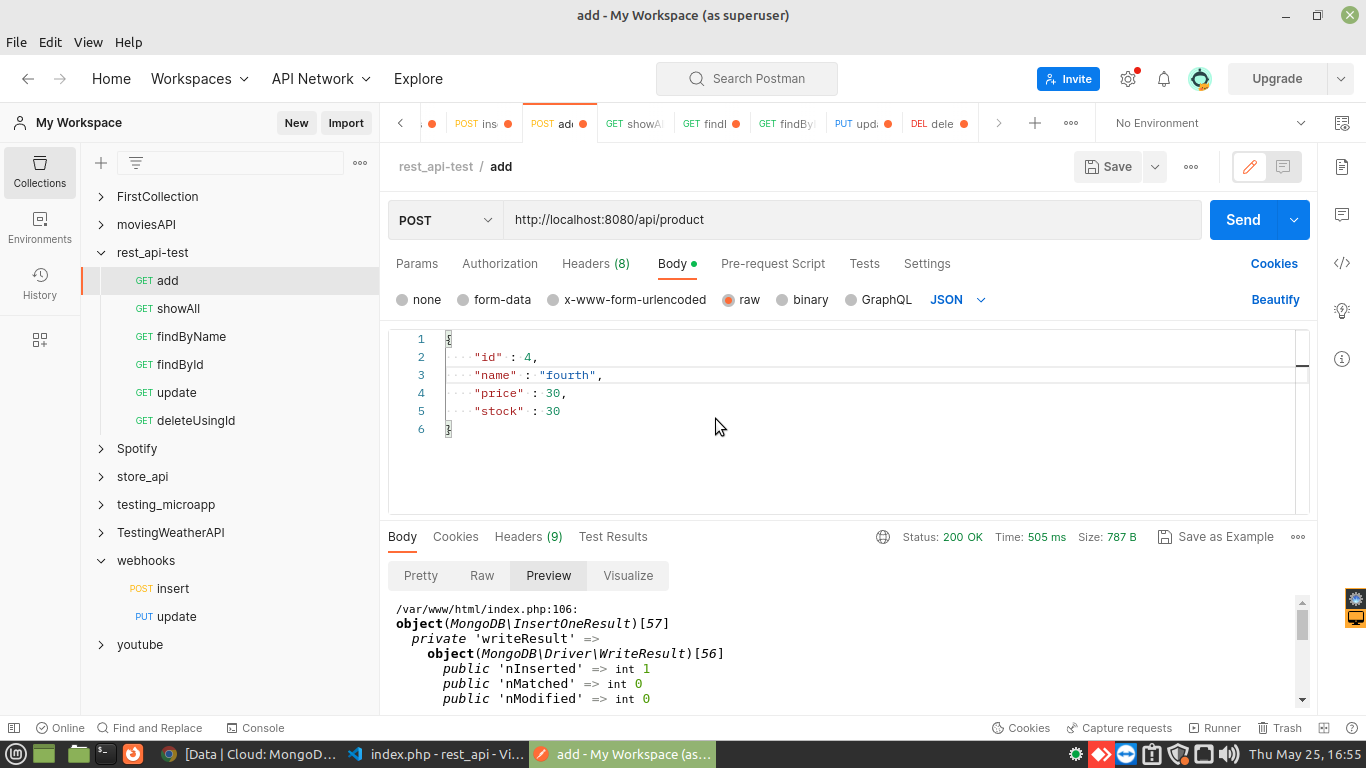 add - My Workspace (as superuser)
File Edit View Help
Home Workspaces API Network Explore
Search Postman
Invite
Upgrade
My Workspace New Import
POST ins POST add GET showA GET findI GET findBy PUT upda DEL dele
No Environment
Collections
Environments
History
FirstCollection
moviesAPI
rest_api-test
GET add
GET showAll
GET findByName
GET findById
GET update
GET deleteUsingId
Spotify
store_api
testing_microapp
TestingWeatherAPI
webhooks
POST insert
PUT update
youtube
rest_api-test / add
Save
POST http://localhost:8080/api/product
Send
Params Authorization Headers (8) Body Pre-request Script Tests Settings Cookies
none form-data x-www-form-urlencoded raw binary GraphQL JSON Beautify
1 {
2 "id" : 4,
3 "name" : "fourth",
4 "price" : 30,
5 "stock" : 30
6 }
Body Cookies Headers (9) Test Results Status: 200 OK Time: 505 ms Size: 787 B Save as Example
Pretty Raw Preview Visualize
/var/www/html/index.php:106:
object(MongoDB\InsertOneResult)[57]
private 'writeResult' =>
object(MongoDB\Driver\WriteResult)[56]
public 'nInserted' => int 1
public 'nMatched' => int 0
public 'nModified' => int 0
Online Find and Replace Console Cookies Capture requests Runner Trash
[Data | Cloud: MongoD... index.php - rest_api - Vi... add - My Workspace (as... Thu May 25, 16:55